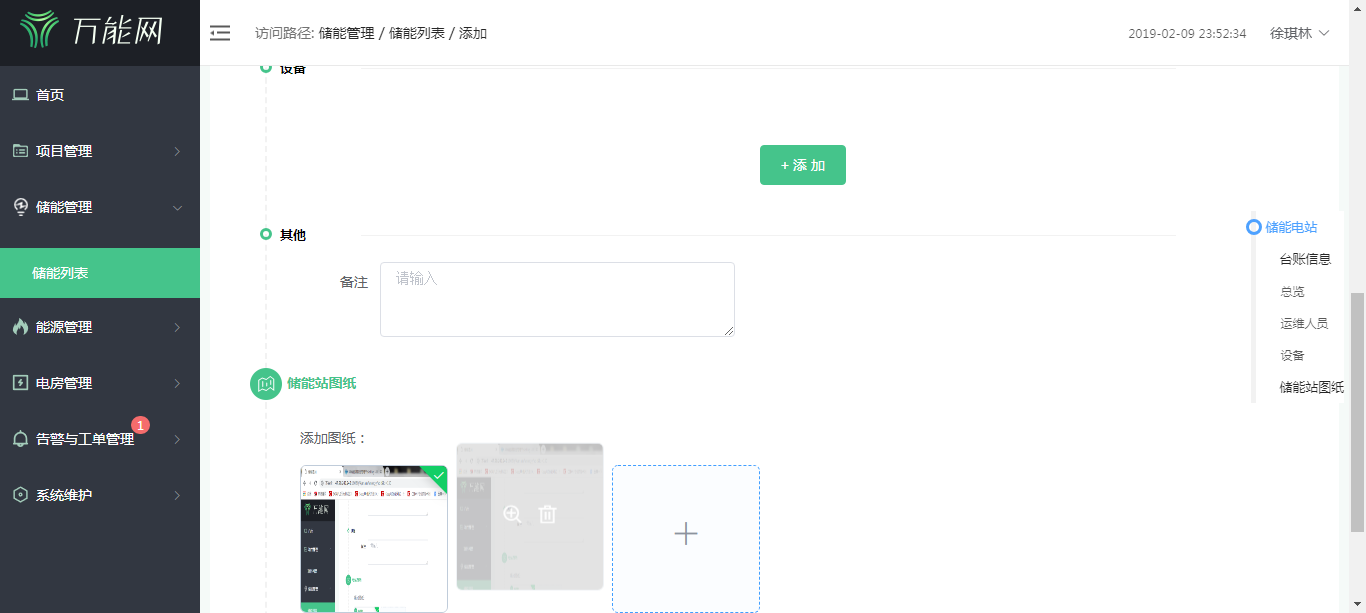 万能网
访问路径: 储能管理 / 储能列表 / 添加
2019-02-09 23:52:34
徐琪林
首页
项目管理
储能管理
储能列表
能源管理
电房管理
告警与工单管理
1
系统维护
设备
+ 添 加
其他
备注
请输入
储能站图纸
添加图纸：
储能电站
台账信息
总览
运维人员
设备
储能站图纸